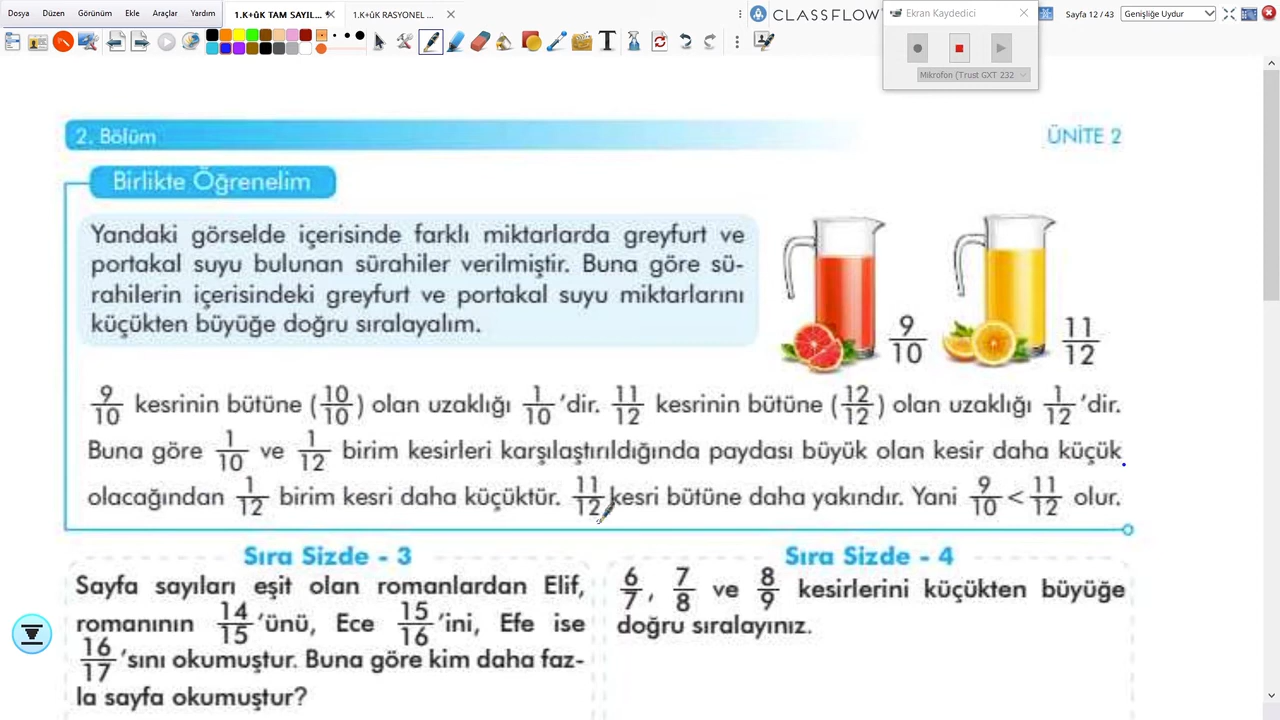 Dosya Düzen Görünüm Ekle Araçlar Yardım
1.K+ûK TAM SAYIL...*
1.K+ûK RASYONEL ...
CLASSFLOW
Ekran Kaydedici
Mikrofon (Trust GXT 232
Sayfa 12 / 43
Genişliğe Uydur
2. Bölüm
ÜNİTE 2
Birlikte Öğrenelim
Yandaki görselde içerisinde farklı miktarlarda greyfurt ve
portakal suyu bulunan sürahiler verilmiştir. Buna göre sü-
rahilerin içerisindeki greyfurt ve portakal suyu miktarlarını
küçükten büyüğe doğru sıralayalım.
9/10
11/12
9/10 kesrinin bütüne (10/10) olan uzaklığı 1/10'dir. 11/12 kesrinin bütüne (12/12) olan uzaklığı 1/12'dir.
Buna göre 1/10 ve 1/12 birim kesirleri karşılaştırıldığında paydası büyük olan kesir daha küçük
olacağından 1/12 birim kesri daha küçüktür. 11/12 kesri bütüne daha yakındır. Yani 9/10 < 11/12 olur.
Sıra Sizde - 3
Sayfa sayıları eşit olan romanlardan Elif,
romanının 14/15'ünü, Ece 15/16'ini, Efe ise
16/17'sını okumuştur. Buna göre kim daha faz-
la sayfa okumuştur?
Sıra Sizde - 4
6/7, 7/8 ve 8/9 kesirlerini küçükten büyüğe
doğru sıralayınız.